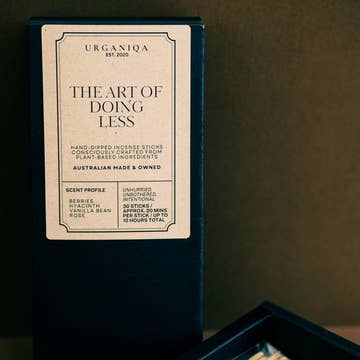 URGANIQA
EST. 2020
THE ART OF
DOING
LESS
HAND-DIPPED INCENSE STICKS
CONSCIOUSLY CRAFTED FROM
PLANT-BASED INGREDIENTS
AUSTRALIAN MADE & OWNED
SCENT PROFILE
BERRIES
HYACINTH
VANILLA BEAN
ROSE
UNHURRIED,
UNBOTHERED,
INTENTIONAL
30 STICKS /
APPROX. 20 MINS
PER STICK / UP TO
10 HOURS TOTAL